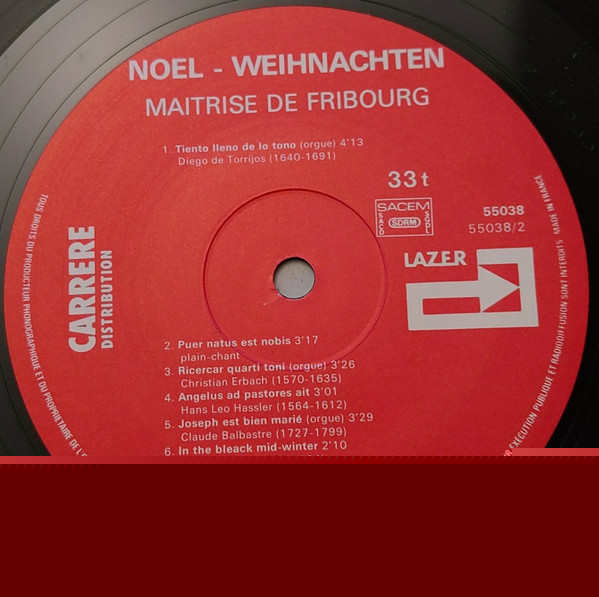 NOEL - WEIHNACHTEN
MAITRISE DE FRIBOURG
1. Tiento lleno de lo tono (orgue) 4'13
Diego de Torrijos (1640-1691)
33 t
SACEM
SACD
SDRM
SGDL
55038
55038/2
LAZER
CARRERE
DISTRIBUTION
2. Puer natus est nobis 3'17
plain-chant
3. Ricercar quarti toni (orgue) 3'26
Christian Erbach (1570-1635)
4. Angelus ad pastores ait 3'01
Hans Leo Hassler (1564-1612)
5. Joseph est bien marié (orgue) 3'29
Claude Balbastre (1727-1799)
6. In the bleack mid-winter 2'10
TOUS DROITS DU PRODUCTEUR PHONOGRAPHIQUE ET DU PROPRIETAIRE DE L'
EXECUTION PUBLIQUE ET RADIODIFFUSION SONT INTERDITS MADE IN FRANCE